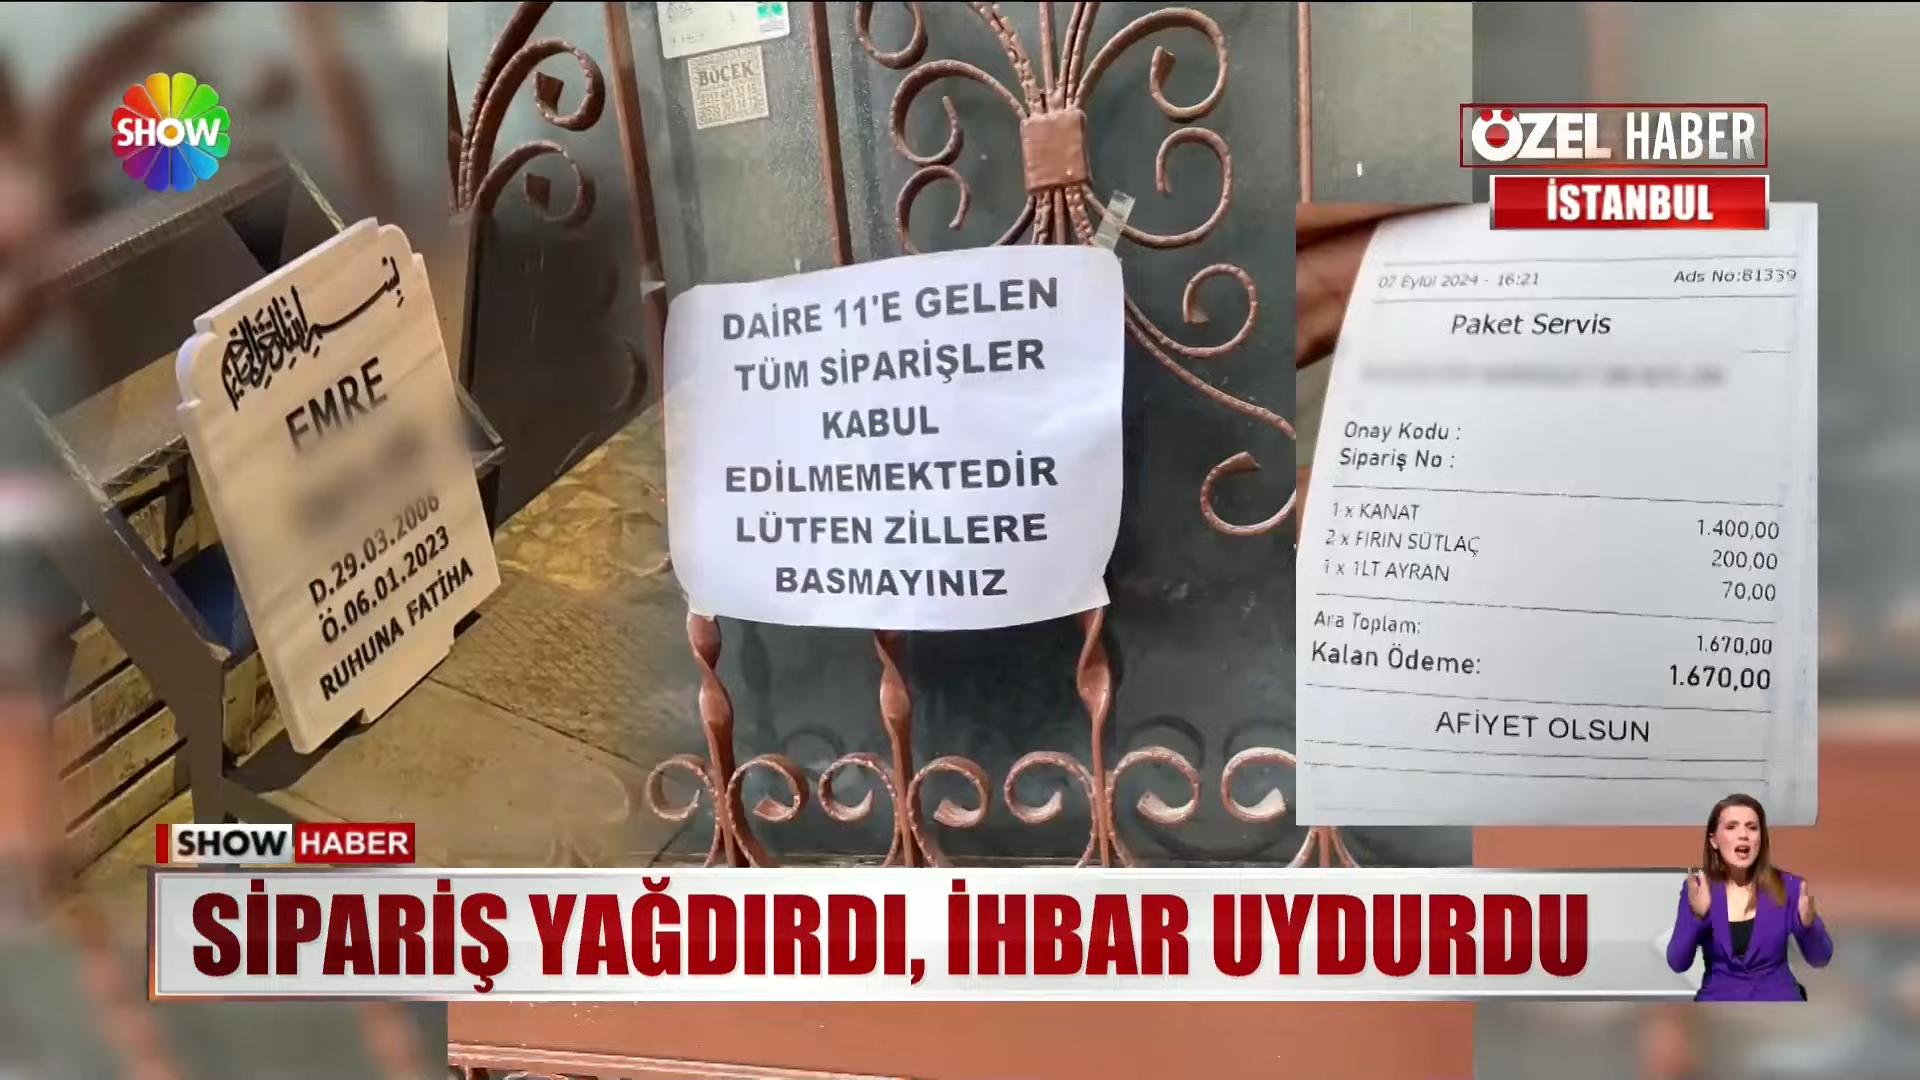 SHOW
ÖZEL HABER
İSTANBUL
BÖCEK
EMRE
D.29.03.2006
Ö.06.01.2023
RUHUNA FATİHA
DAİRE 11'E GELEN
TÜM SİPARİŞLER
KABUL
EDİLMEMEKTEDİR
LÜTFEN ZİLLERE
BASMAYINIZ
07 Eylül 2024 - 16:21 Ads No:81339
Paket Servis
Onay Kodu :
Sipariş No :
1 x KANAT 1.400,00
2 x FIRIN SÜTLAÇ 200,00
1 x 1LT AYRAN 70,00
Ara Toplam: 1.670,00
Kalan Ödeme: 1.670,00
AFİYET OLSUN
SHOW HABER
SİPARİŞ YAĞDIRDI, İHBAR UYDURDU